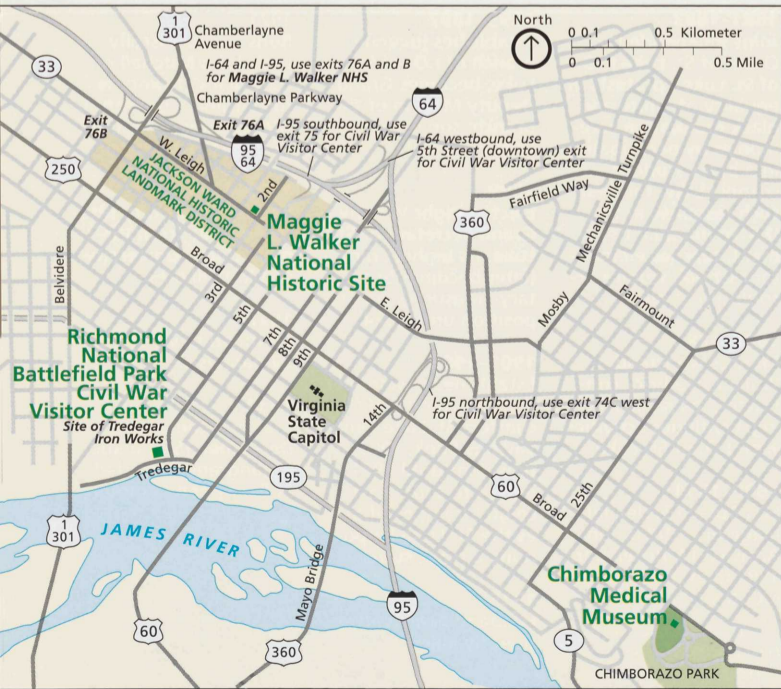 1
301
Chamberlayne
Avenue
North
0 0.1 0.5 Kilometer
0 0.1 0.5 Mile
33
I-64 and I-95, use exits 76A and B
for Maggie L. Walker NHS
Chamberlayne Parkway
64
Exit
76B
Exit 76A
95
64
I-95 southbound, use
exit 75 for Civil War
Visitor Center
I-64 westbound, use
5th Street (downtown) exit
for Civil War Visitor Center
W. Leigh
250
JACKSON WARD
NATIONAL HISTORIC
LANDMARK DISTRICT
2nd
Fairfield Way
Mechanicsville Turnpike
360
Maggie
L. Walker
National
Historic Site
Belvidere
Broad
3rd
5th
7th
8th
9th
E. Leigh
Mosby
Fairmount
33
Richmond
National
Battlefield Park
Civil War
Visitor Center
Site of Tredegar
Iron Works
Virginia
State
Capitol
14th
I-95 northbound, use exit 74C west
for Civil War Visitor Center
Tredegar
195
60
Broad
25th
1
301
JAMES RIVER
Mayo Bridge
95
Chimborazo
Medical
Museum
60
360
5
CHIMBORAZO PARK